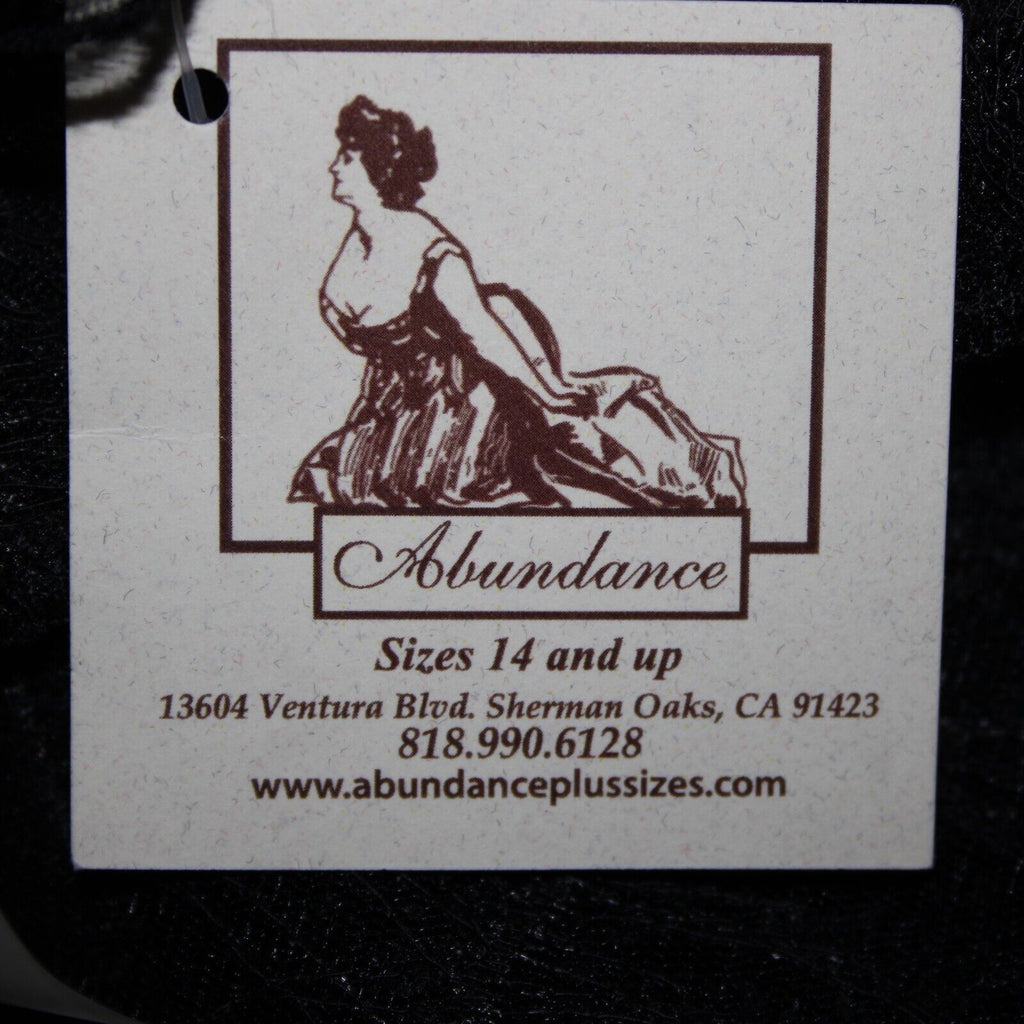 Abundance
Sizes 14 and up
13604 Ventura Blvd. Sherman Oaks, CA 91423
818.990.6128
www.abundanceplussizes.com